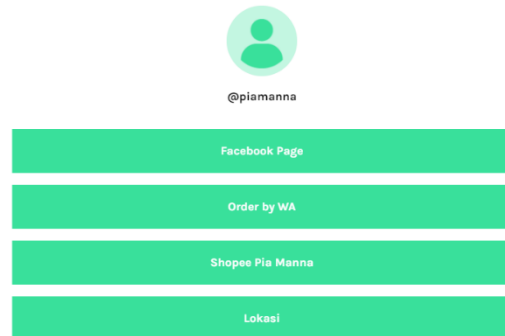 @piamanna
Facebook Page
Order by WA
Shopee Pia Manna
Lokasi